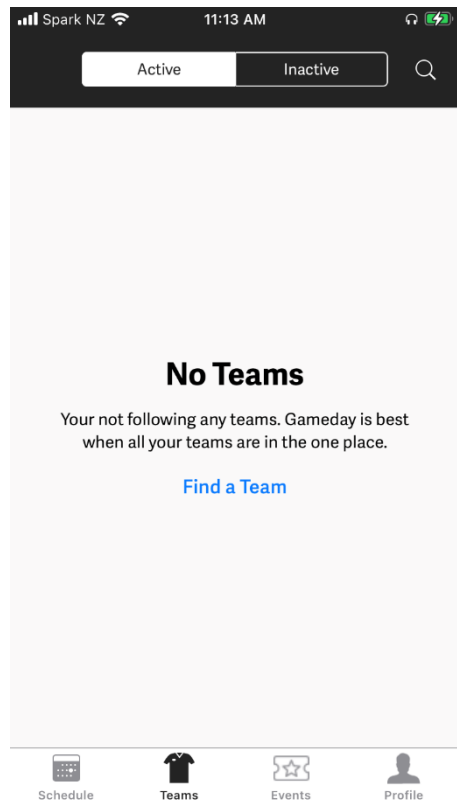 Spark NZ 11:13 AM
Active Inactive
No Teams
Your not following any teams. Gameday is best
when all your teams are in the one place.
Find a Team
Schedule Teams Events Profile